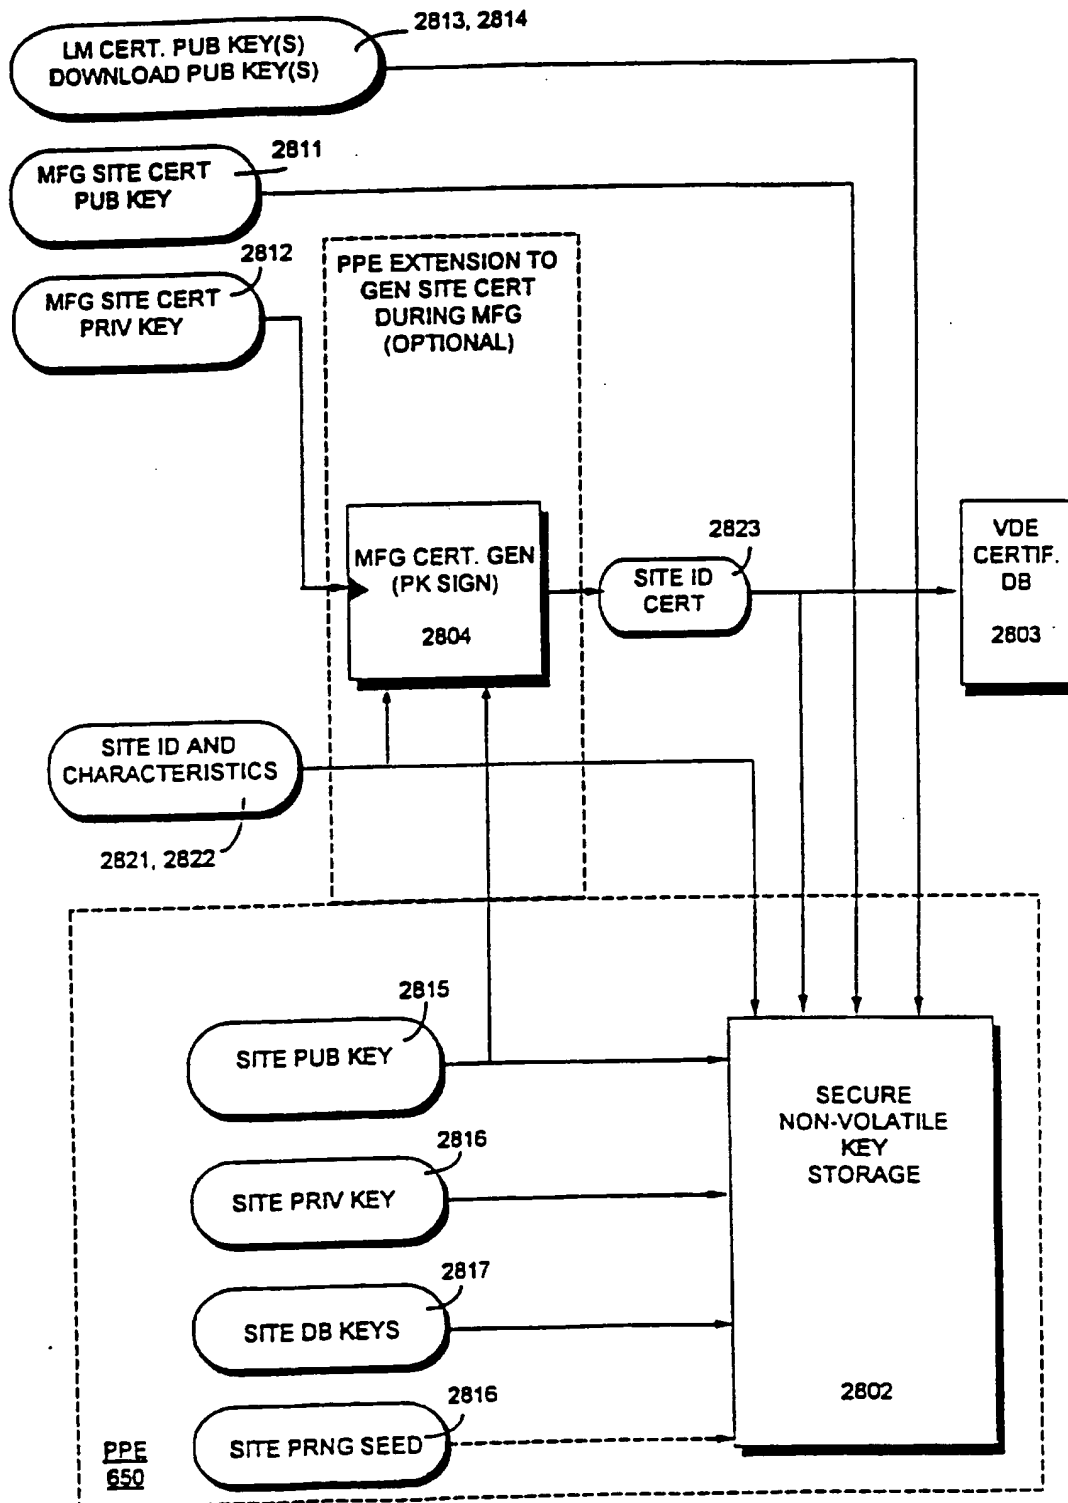 2813, 2814
LM CERT. PUB KEY(S)
DOWNLOAD PUB KEY(S)
2811
MFG SITE CERT
PUB KEY
2812
MFG SITE CERT
PRIV KEY
PPE EXTENSION TO
GEN SITE CERT
DURING MFG
(OPTIONAL)
MFG CERT. GEN
(PK SIGN)
2804
2823
SITE ID
CERT
VDE
CERTIF.
DB
2803
SITE ID AND
CHARACTERISTICS
2821, 2822
2815
SITE PUB KEY
2816
SITE PRIV KEY
2817
SITE DB KEYS
2816
SITE PRNG SEED
SECURE
NON-VOLATILE
KEY
STORAGE
2802
PPE
650